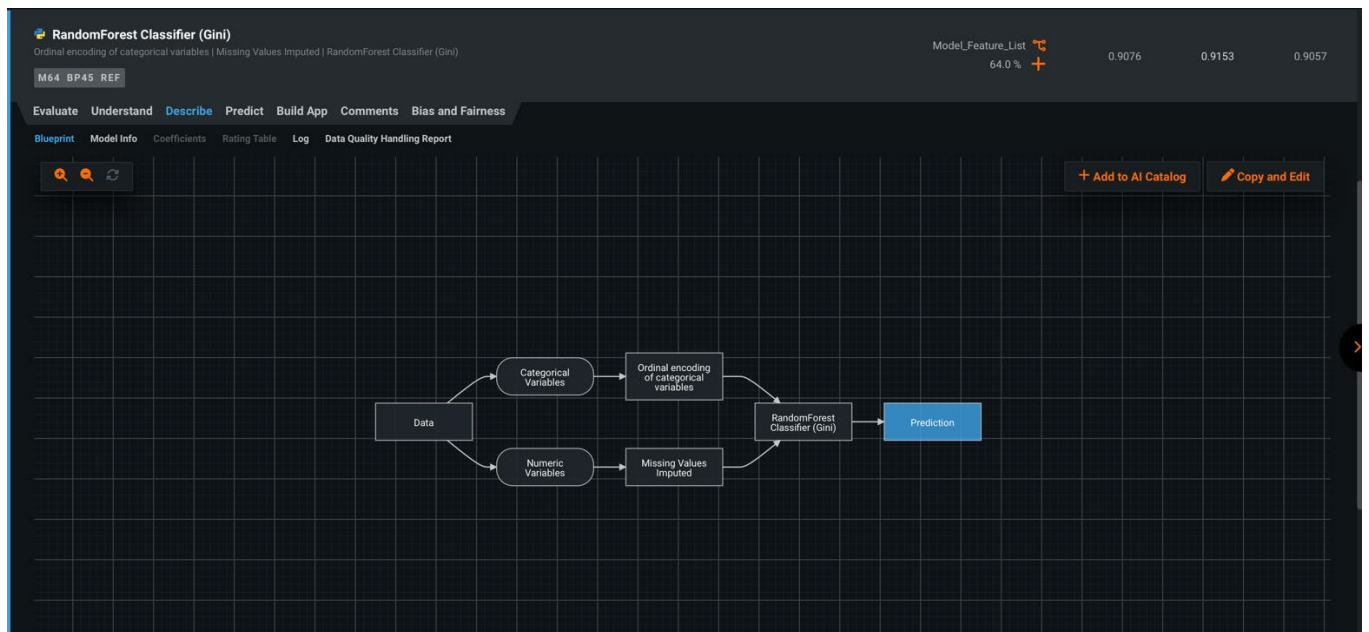 RandomForest Classifier (Gini)
Ordinal encoding of categorical variables | Missing Values Imputed | RandomForest Classifier (Gini)
M64 BP45 REF
Model_Feature_List
64.0 %
0.9076 0.9153 0.9057
Evaluate Understand Describe Predict Build App Comments Bias and Fairness
Blueprint Model Info Coefficients Rating Table Log Data Quality Handling Report
+ Add to AI Catalog
Copy and Edit
Data
Categorical
Variables
Ordinal encoding
of categorical
variables
Numeric
Variables
Missing Values
Imputed
RandomForest
Classifier (Gini)
Prediction